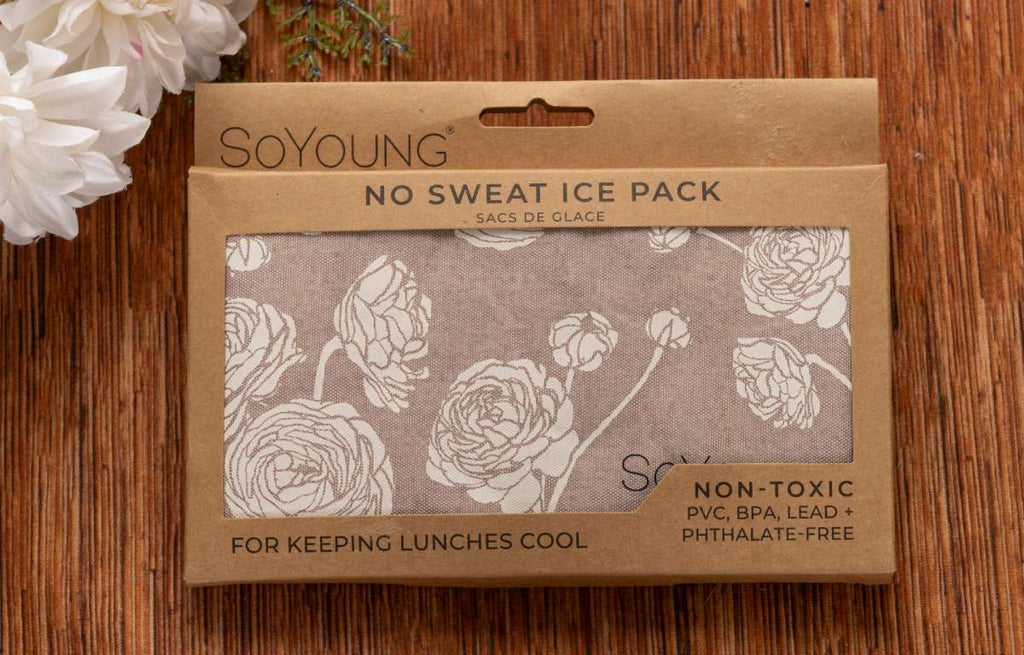 SOYOUNG®
NO SWEAT ICE PACK
SACS DE GLACE
SOY
NON-TOXIC
PVC, BPA, LEAD +
PHTHALATE-FREE
FOR KEEPING LUNCHES COOL